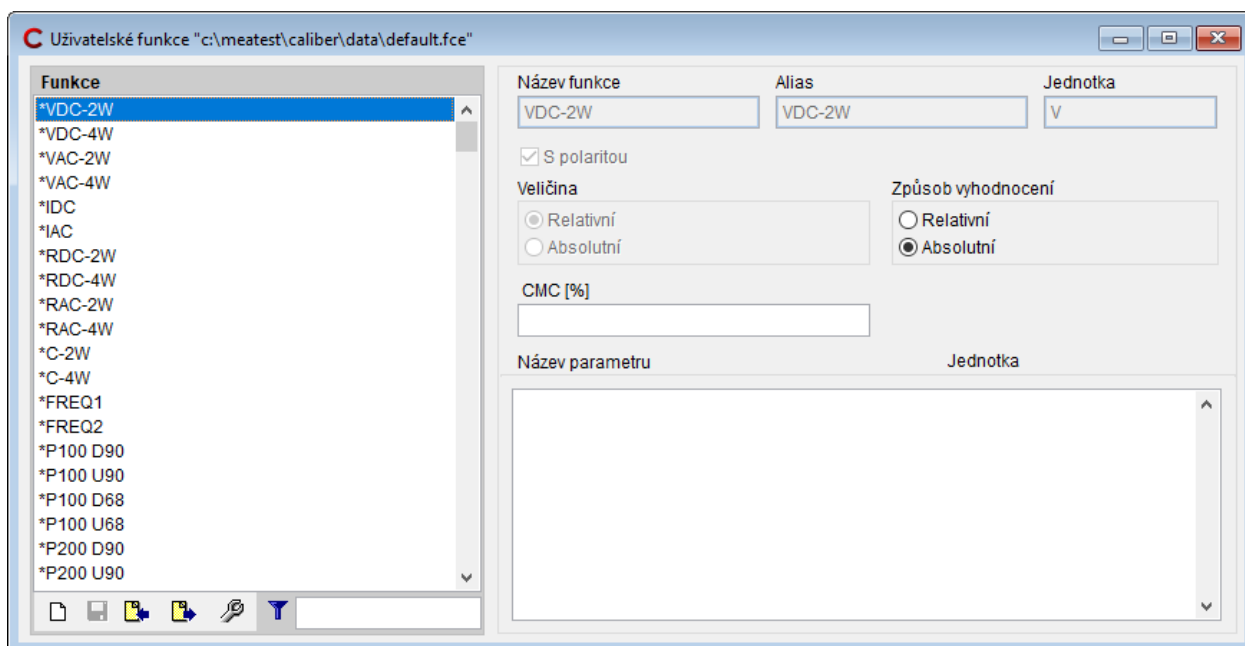 Uživatelské funkce "c:\meatest\caliber\data\default.fce"
Funkce
*VDC-2W
*VDC-4W
*VAC-2W
*VAC-4W
*IDC
*IAC
*RDC-2W
*RDC-4W
*RAC-2W
*RAC-4W
*C-2W
*C-4W
*FREQ1
*FREQ2
*P100 D90
*P100 U90
*P100 D68
*P100 U68
*P200 D90
*P200 U90
Název funkce Alias Jednotka
VDC-2W VDC-2W V
S polaritou
Veličina Způsob vyhodnocení
Relativní Relativní
Absolutní Absolutní
CMC [%]
Název parametru Jednotka